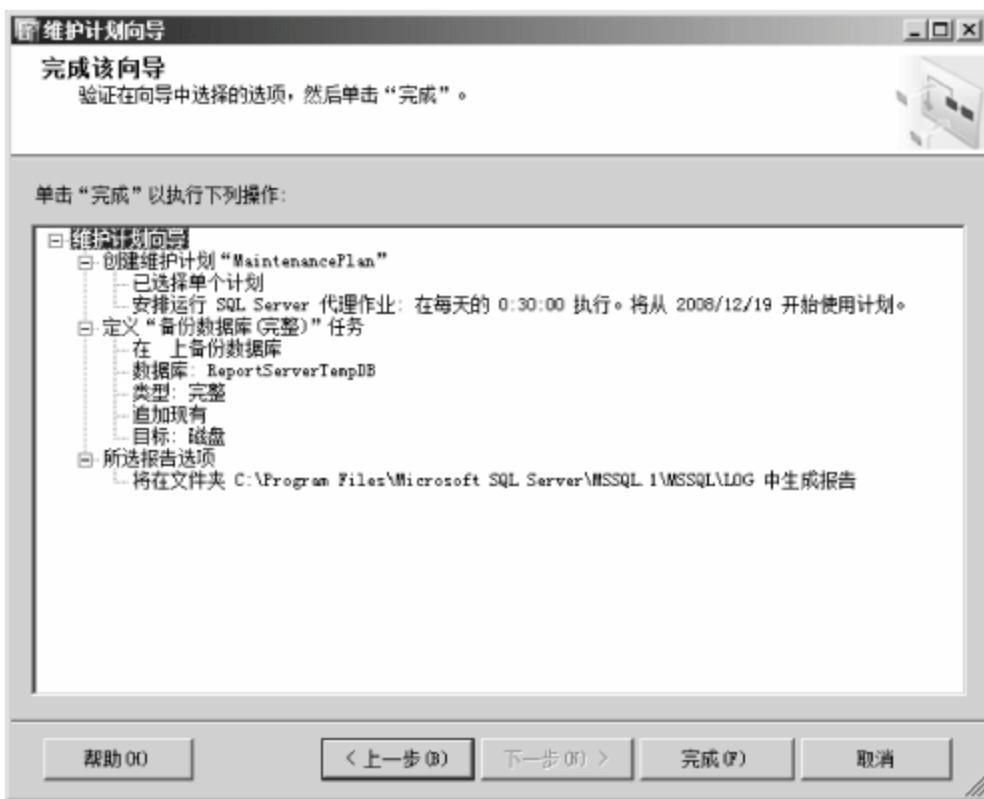 维护计划向导
完成该向导
验证在向导中选择的选项，然后单击“完成”。
单击“完成”以执行下列操作：
维护计划向导
创建维护计划“MaintenancePlan”
已选择单个计划
安排运行 SQL Server 代理作业: 在每天的 0:30:00 执行。将从 2008/12/19 开始使用计划。
定义“备份数据库(完整)”任务
在 上备份数据库
数据库: ReportServerTempDB
类型: 完整
追加现有
目标: 磁盘
所选报告选项
将在文件夹 C:\Program Files\Microsoft SQL Server\MSSQL.1\MSSQL\LOG 中生成报告
帮助(H)
< 上一步(B)
下一步(N) >
完成(F)
取消